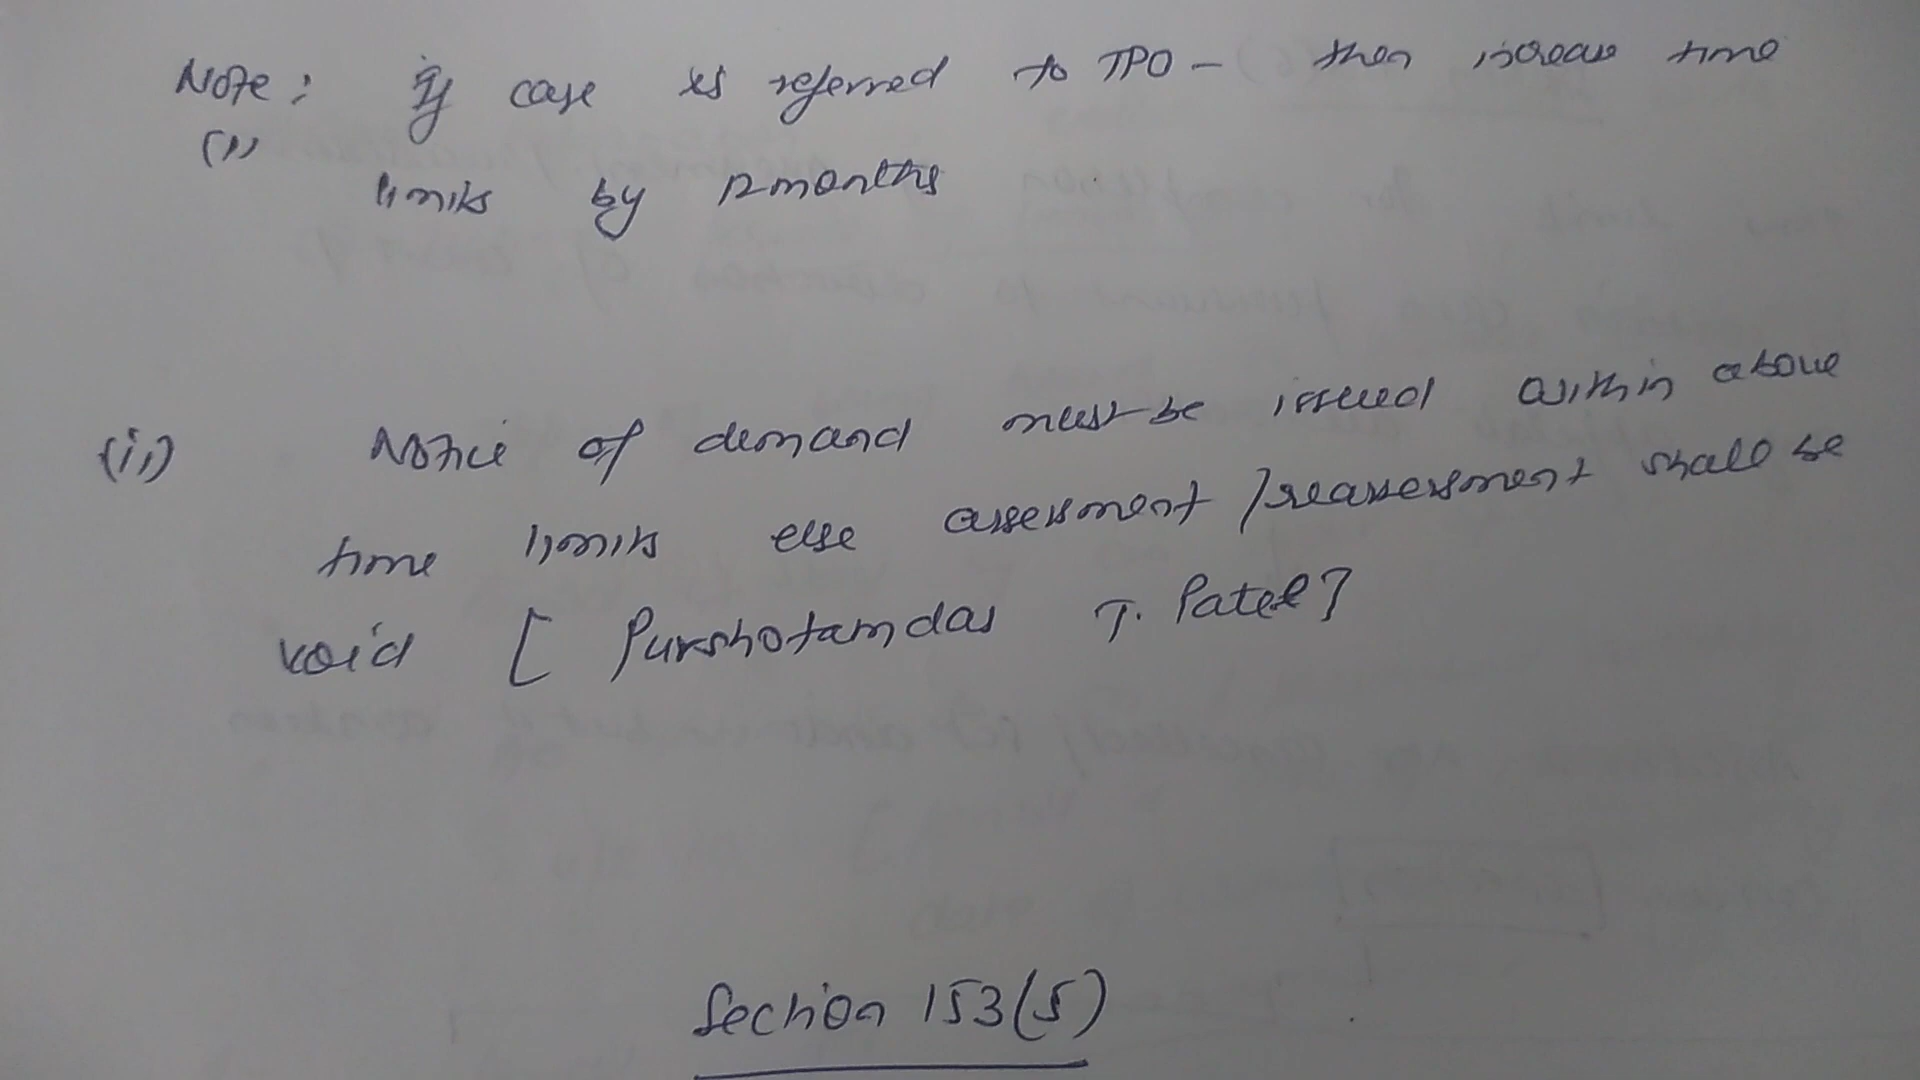 Note: If case is referred to TPO - then increase time
(i)
limits by 12 months
(ii) Notice of demand must be issued within above
time limits else assessment / reassessment shall be
void [ Purshotamdas T. Patel ]
Section 153(5)